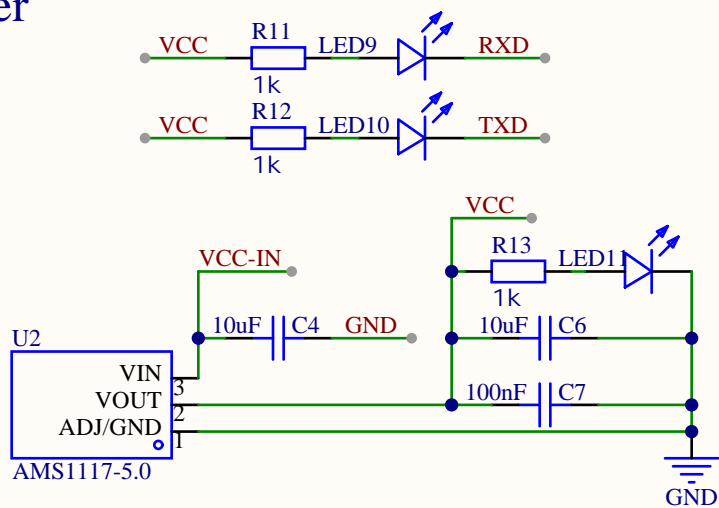 er
R11
VCC
LED9
RXD
1k
R12
VCC
LED10
TXD
1k
VCC
R13
LED11
VCC-IN
1k
10uF
C4
GND
10uF
C6
U2
VIN
3
VOUT
100nF
C7
2
ADJ/GND
1
AMS1117-5.0
GND